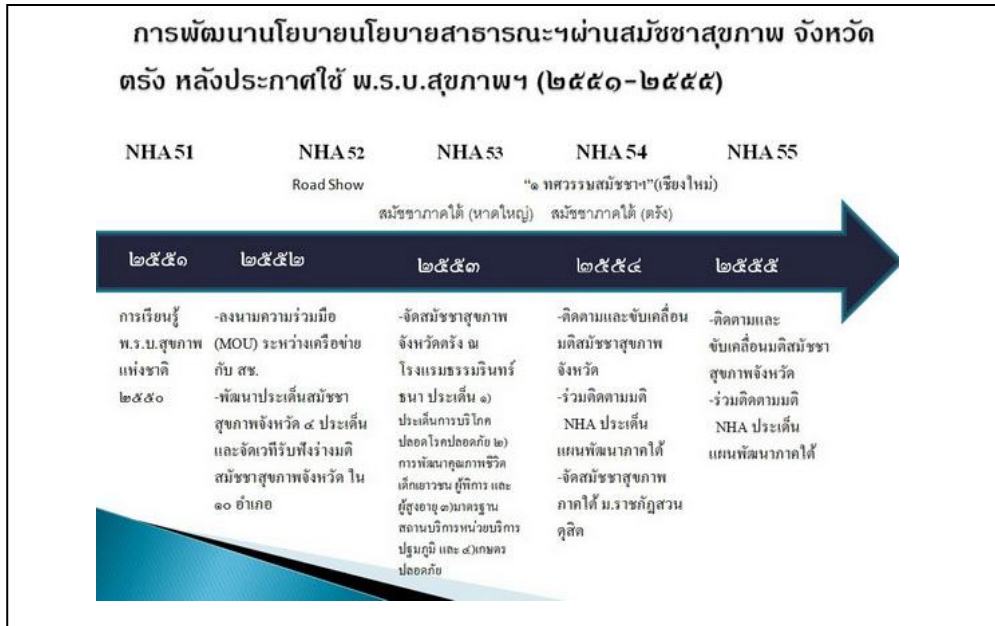 การพัฒนานโยบายนโยบายสาธารณะฯผ่านสมัชชาสุขภาพ จังหวัด
ตรัง หลังประกาศใช้ พ.ร.บ.สุขภาพฯ (๒๕๕๑-๒๕๕๕)
NHA51 NHA 52 NHA 53 NHA 54 NHA 55
Road Show "๑ ทศวรรษสมัชชาฯ"(เชียงใหม่)
สมัชชาภาคใต้ (หาดใหญ่) สมัชชาภาคใต้ (ตรัง)
๒๕๕๑ ๒๕๕๒ ๒๕๕๓ ๒๕๕๔ ๒๕๕๕
การเรียนรู้
พ.ร.บ.สุขภาพ
แห่งชาติ
๒๕๕๐
-ลงนามความร่วมมือ
(MOU) ระหว่างเครือข่าย
กับ สช.
-พัฒนาประเด็นสมัชชา
สุขภาพจังหวัด ๔ ประเด็น
และจัดเวทีรับฟังร่างมติ
สมัชชาสุขภาพจังหวัด ใน
๑๐ อำเภอ
-จัดสมัชชาสุขภาพ
จังหวัดตรัง ณ
โรงแรมธรรมรินทร์
ธนา ประเด็น ๑)
ประเด็นการบริโภค
ปลอดโรคปลอดภัย ๒)
การพัฒนาคุณภาพชีวิต
เด็กเยาวชน ผู้พิการ และ
ผู้สูงอายุ ๓)มาตรฐาน
สถานบริการหน่วยบริการ
ปฐมภูมิ และ ๔)เกษตร
ปลอดภัย
-ติดตามและขับเคลื่อน
มติสมัชชาสุขภาพ
จังหวัด
-ร่วมติดตามมติ
NHA ประเด็น
แผนพัฒนาภาคใต้
-จัดสมัชชาสุขภาพ
ภาคใต้ ม.ราชภัฏสวน
ดุสิต
-ติดตามและ
ขับเคลื่อนมติสมัชชา
สุขภาพจังหวัด
-ร่วมติดตามมติ
NHA ประเด็น
แผนพัฒนาภาคใต้